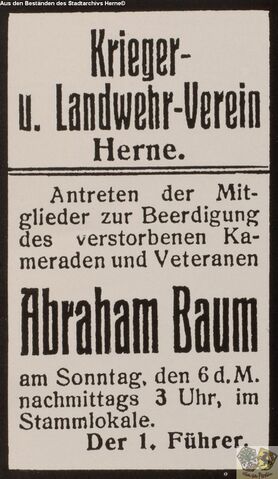 Aus den Beständen des Stadtarchivs Herne©
Krieger-
u. Landwehr-Verein
Herne.
Antreten der Mit-
glieder zur Beerdigung
des verstorbenen Ka-
meraden und Veteranen
Abraham Baum
am Sonntag, den 6 d. M.
nachmittags 3 Uhr, im
Stammlokale.
Der 1. Führer.